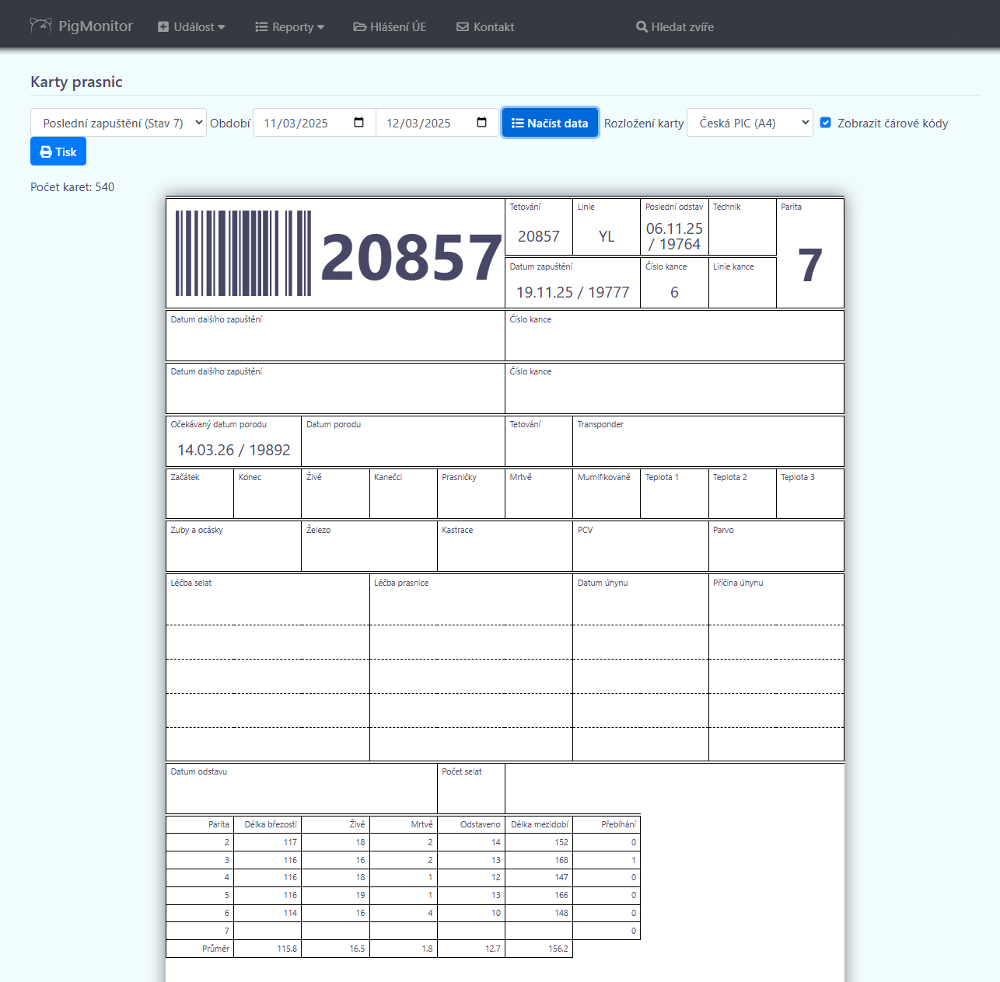 PigMonitor Událost Reporty Hlášení ÚE Kontakt Hledat zvíře
Karty prasnic
Poslední zapuštění (Stav 7) Období 11/03/2025 12/03/2025 Načíst data Rozložení karty Česká PIC (A4) Zobrazit čárové kódy
Tisk
Počet karet: 540
20857
Tetování Linie Poslední odstav Technik Parita
20857 YL 06.11.25 / 19764
7
Datum zapuštění Číslo kance Linie kance
19.11.25 / 19777 6
Datum dalšího zapuštění Číslo kance
Datum dalšího zapuštění Číslo kance
Očekávaný datum porodu Datum porodu Tetování Transponder
14.03.26 / 19892
Začátek Konec Živě Kanečci Prasničky Mrtvě Mumifikovaně Teplota 1 Teplota 2 Teplota 3
Zuby a ocásky Železo Kastrace PCV Parvo
Léčba selat Léčba prasnice Datum úhynu Příčina úhynu
Datum odstavu Počet selat
Parita Délka březosti Živě Mrtvě Odstaveno Délka mezidobí Přebíhání
2 117 18 2 14 152 0
3 116 16 2 13 168 1
4 116 18 1 12 147 0
5 116 19 1 13 166 0
6 114 16 4 10 148 0
7 0
Průměr 115.8 16.5 1.8 12.7 156.2